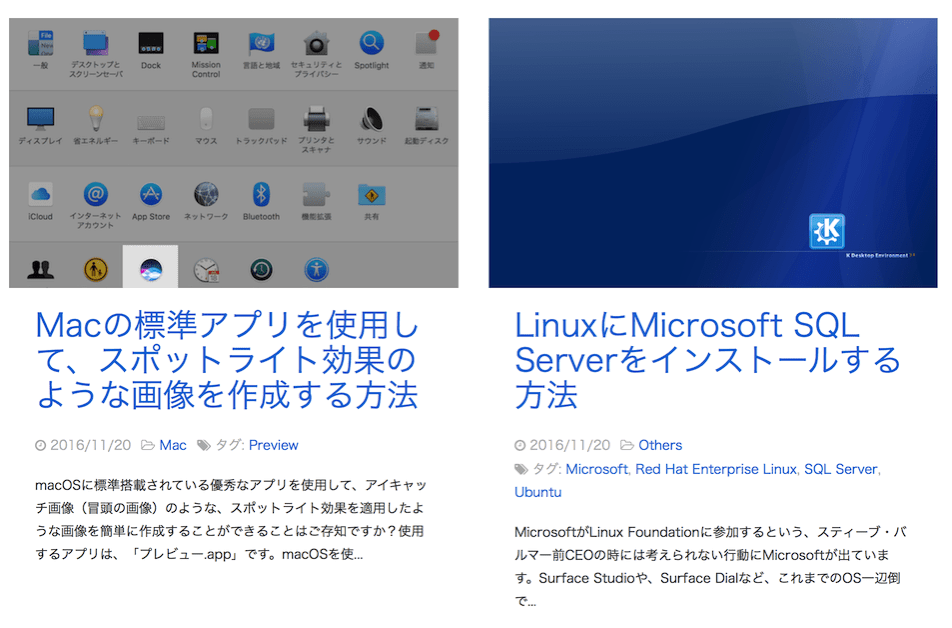 一般
デスクトップと
スクリーンセーバ
Dock
Mission
Control
言語と地域
セキュリティと
プライバシー
Spotlight
通知
ディスプレイ
省エネルギー
キーボード
マウス
トラックパッド
プリンタと
スキャナ
サウンド
起動ディスク
iCloud
インターネット
アカウント
App Store
ネットワーク
Bluetooth
機能拡張
共有
Macの標準アプリを使用し
て、スポットライト効果の
ような画像を作成する方法
2016/11/20 Mac タグ: Preview
macOSに標準搭載されている優秀なアプリを使用して、アイキャッ
チ画像（冒頭の画像）のような、スポットライト効果を適用したよ
うな画像を簡単に作成することができることはご存知ですか？使用
するアプリは、「プレビュー.app」です。macOSを使...
K Desktop Environment
LinuxにMicrosoft SQL
Serverをインストールする
方法
2016/11/20 Others
タグ: Microsoft, Red Hat Enterprise Linux, SQL Server,
Ubuntu
MicrosoftがLinux Foundationに参加するという、スティーブ・バ
ルマー前CEOの時には考えられない行動にMicrosoftが出ていま
す。Surface Studioや、Surface Dialなど、これまでのOS一辺倒
で...